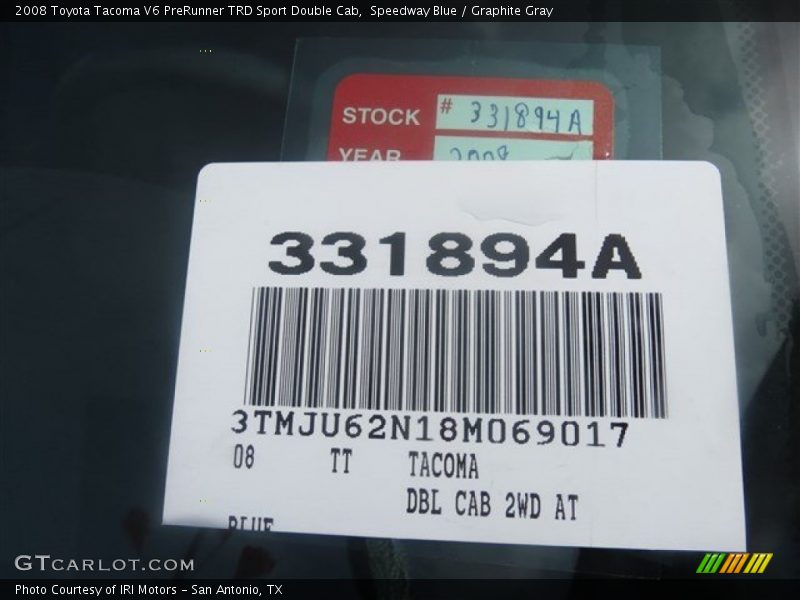 2008 Toyota Tacoma V6 PreRunner TRD Sport Double Cab, Speedway Blue / Graphite Gray
STOCK # 331894A
YEAR 2008
331894A
3TMJU62N18M069017
08 TT TACOMA
DBL CAB 2WD AT
BLUE
GTCARLOT.COM
Photo Courtesy of IRI Motors – San Antonio, TX